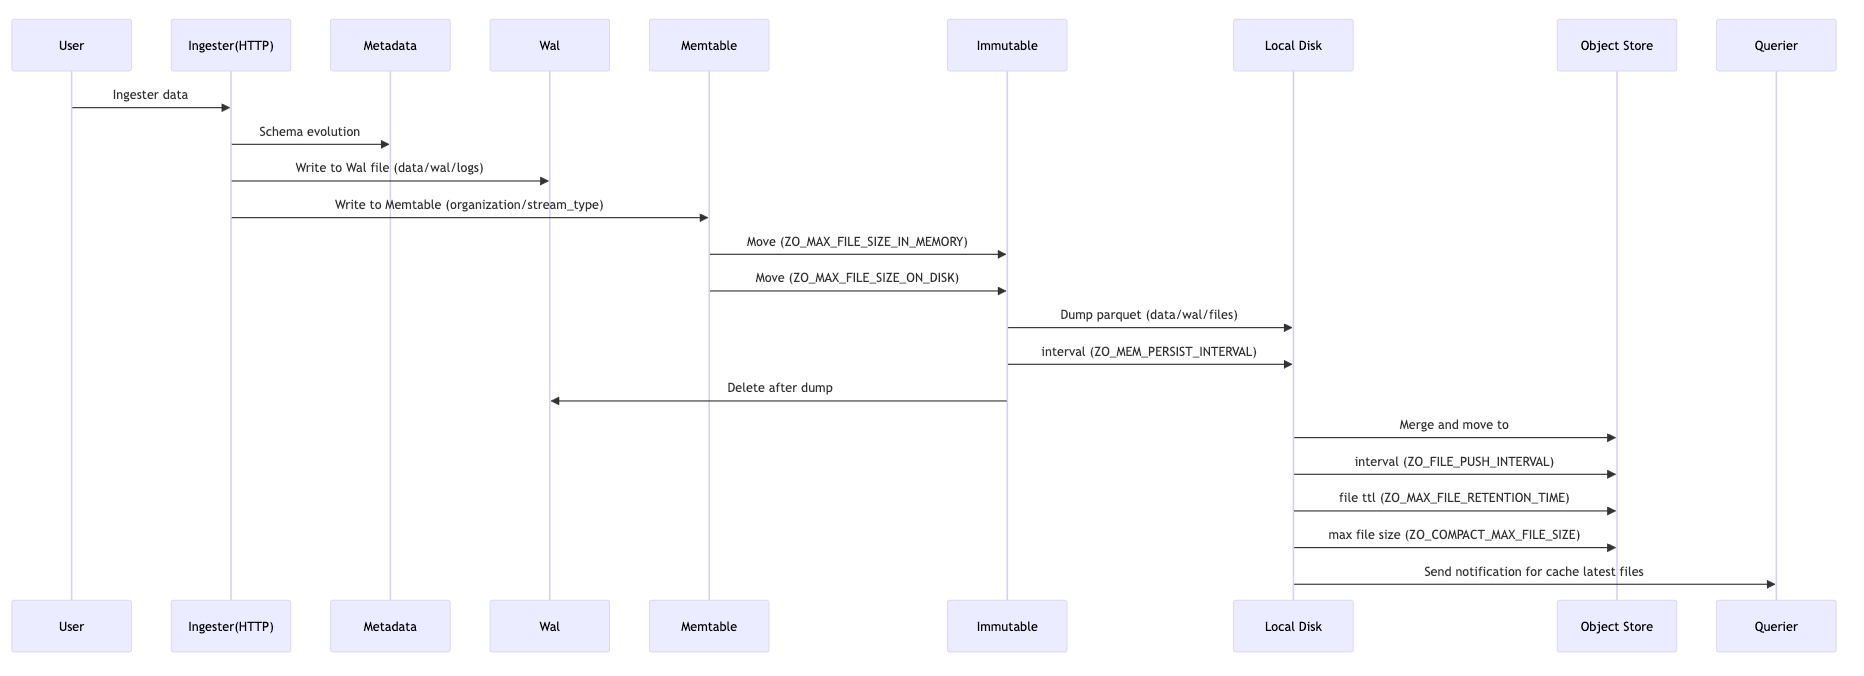 User
Ingester(HTTP)
Metadata
Wal
Memtable
Immutable
Local Disk
Object Store
Querier
Ingester data
Schema evolution
Write to Wal file (data/wal/logs)
Write to Memtable (organization/stream_type)
Move (ZO_MAX_FILE_SIZE_IN_MEMORY)
Move (ZO_MAX_FILE_SIZE_ON_DISK)
Dump parquet (data/wal/files)
interval (ZO_MEM_PERSIST_INTERVAL)
Delete after dump
Merge and move to
interval (ZO_FILE_PUSH_INTERVAL)
file ttl (ZO_MAX_FILE_RETENTION_TIME)
max file size (ZO_COMPACT_MAX_FILE_SIZE)
Send notification for cache latest files
User
Ingester(HTTP)
Metadata
Wal
Memtable
Immutable
Local Disk
Object Store
Querier